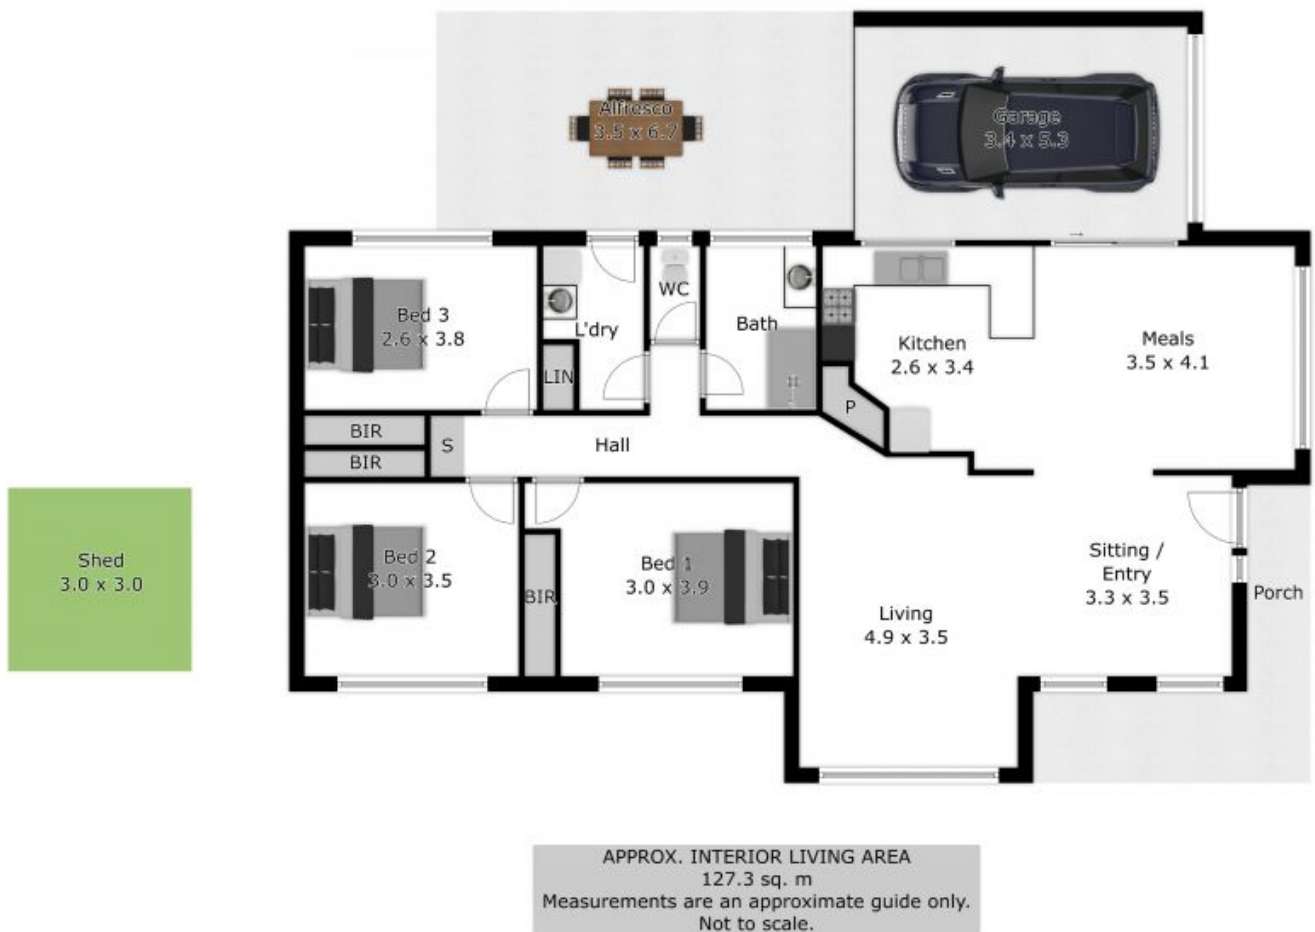 Alfresco
3.5 x 6.7
Garage
3.4 x 5.3
Bed 3
2.6 x 3.8
L'dry
WC
Bath
LIN
Kitchen
2.6 x 3.4
Meals
3.5 x 4.1
P
BIR
BIR
S
Hall
Shed
3.0 x 3.0
Bed 2
3.0 x 3.5
BIR
Bed 1
3.0 x 3.9
Living
4.9 x 3.5
Sitting /
Entry
3.3 x 3.5
Porch
APPROX. INTERIOR LIVING AREA
127.3 sq. m
Measurements are an approximate guide only.
Not to scale.